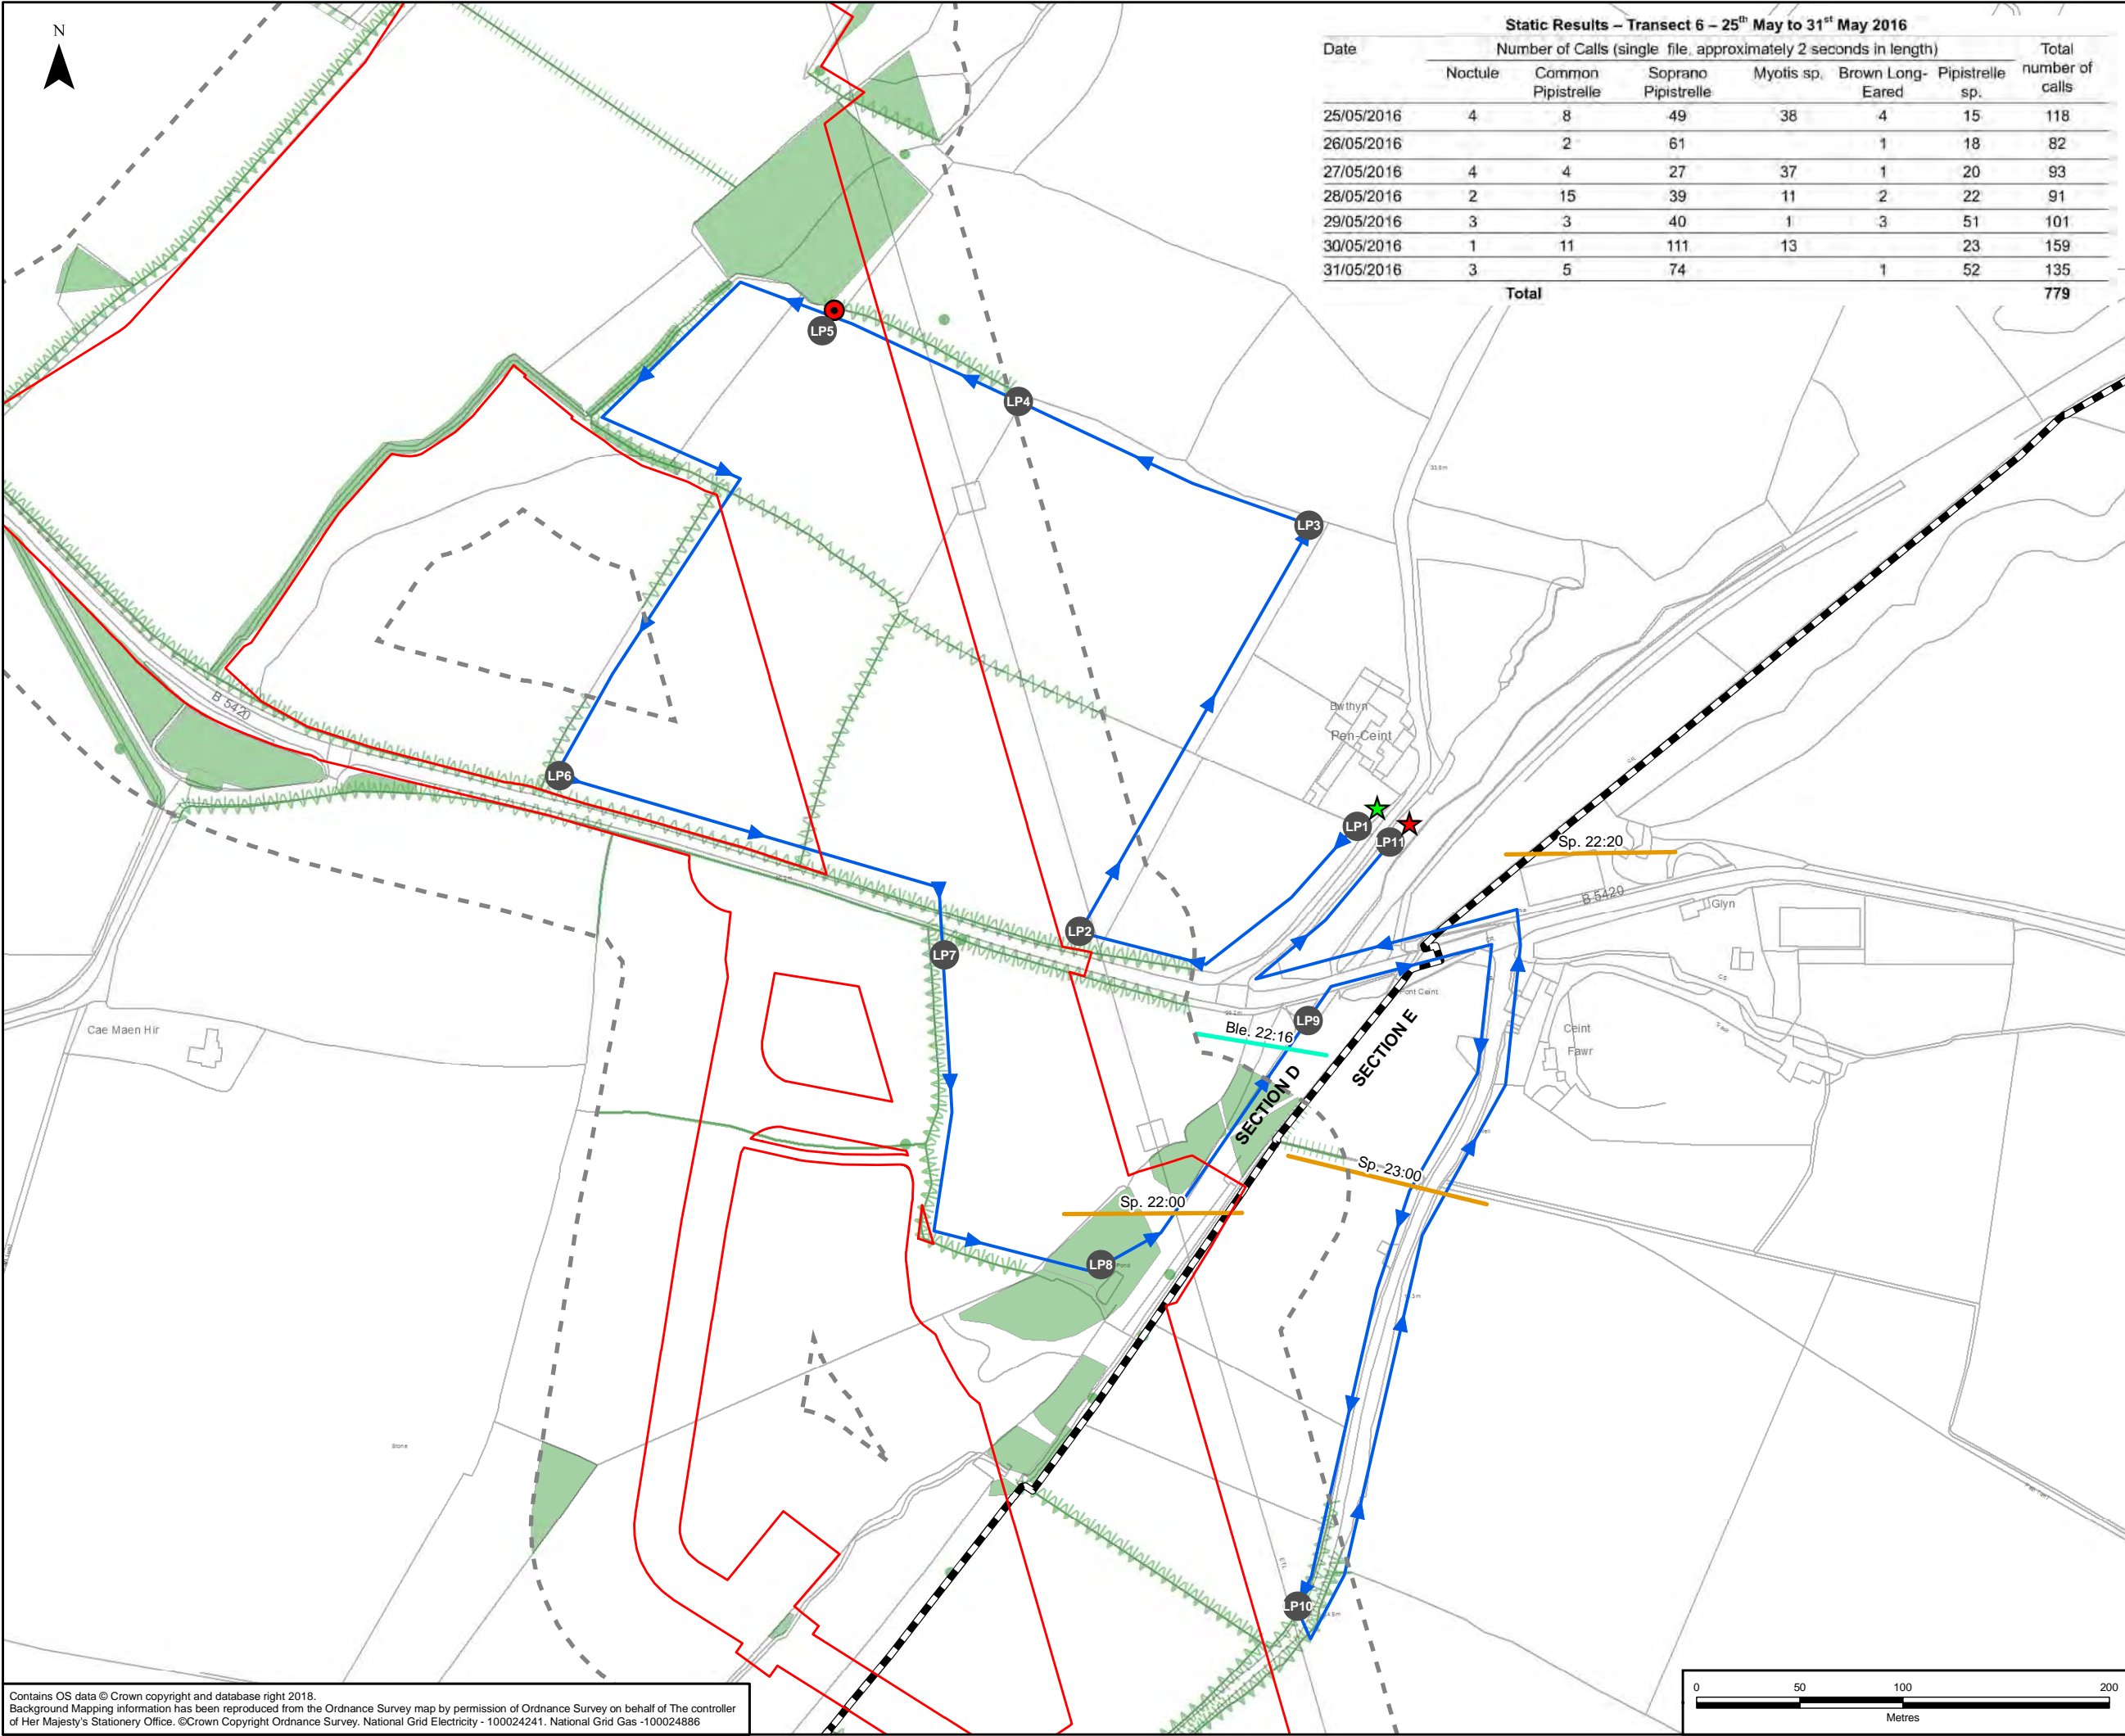 N
Static Results – Transect 6 – 25th May to 31st May 2016
Date Number of Calls (single file, approximately 2 seconds in length) Total number of calls
Noctule Common Pipistrelle Soprano Pipistrelle Myotis sp. Brown Long-Eared Pipistrelle sp.
25/05/2016 4 8 49 38 4 15 118
26/05/2016 2 61 1 18 82
27/05/2016 4 4 27 37 1 20 93
28/05/2016 2 15 39 11 2 22 91
29/05/2016 3 3 40 1 3 51 101
30/05/2016 1 11 111 13 23 159
31/05/2016 3 5 74 1 52 135
Total 779
LP5
LP4
33.8m
LP3
B 5420
Bwthyn
Pen-Ceint
LP6
LP1
LP11
Sp. 22:20
B 5420
Glyn
LP2
LP7
Pont Ceint
LP9
Cae Maen Hir
Ble. 22:16
SECTION D
SECTION E
Ceint
Fawr
Sp. 23:00
Sp. 22:00
LP8
Pond
Stone
ETL
LP10
Contains OS data © Crown copyright and database right 2018.
Background Mapping information has been reproduced from the Ordnance Survey map by permission of Ordnance Survey on behalf of The controller
of Her Majesty's Stationery Office. ©Crown Copyright Ordnance Survey. National Grid Electricity - 100024241. National Grid Gas -100024886
0 50 100 200
Metres